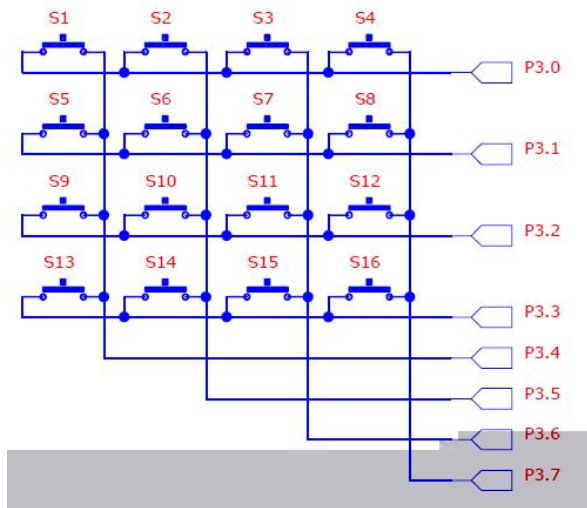 S1 S2 S3 S4
P3.0
S5 S6 S7 S8
P3.1
S9 S10 S11 S12
P3.2
S13 S14 S15 S16
P3.3
P3.4
P3.5
P3.6
P3.7